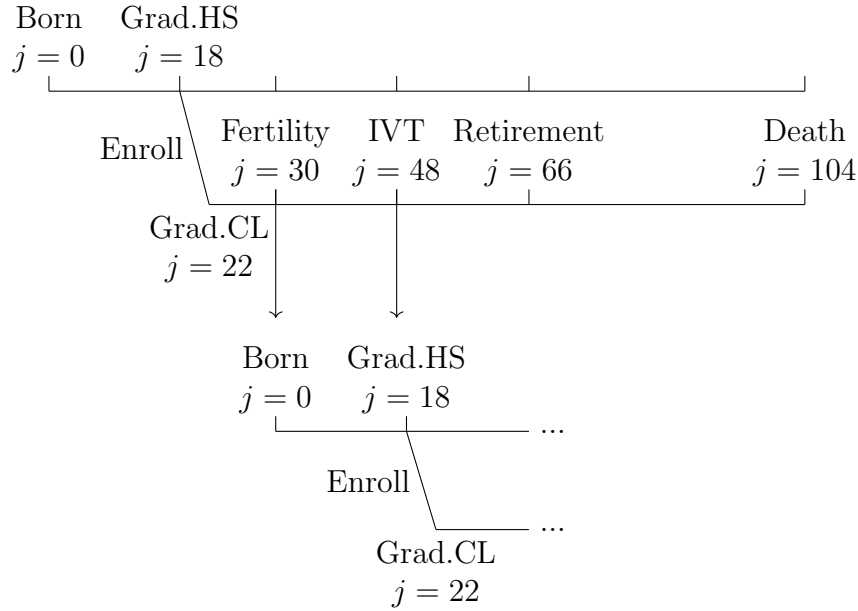 Born Grad.HS
j = 0 j = 18
Enroll
Fertility IVT Retirement Death
j = 30 j = 48 j = 66 j = 104
Grad.CL
j = 22
Born Grad.HS
j = 0 j = 18
...
Enroll
...
Grad.CL
j = 22